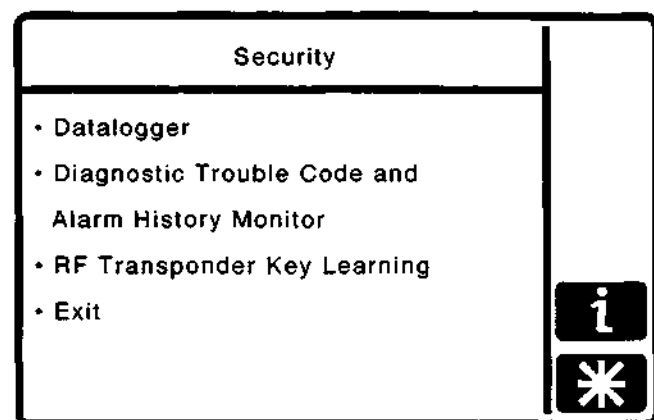 Security
• Datalogger
• Diagnostic Trouble Code and
Alarm History Monitor
• RF Transponder Key Learning
• Exit
i